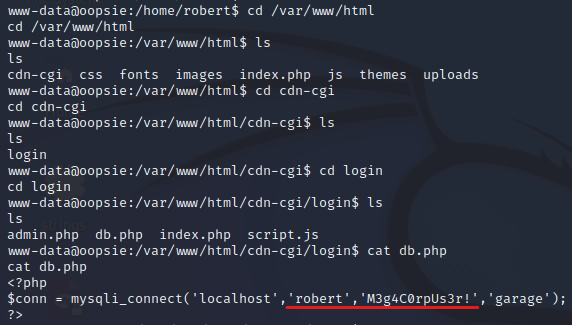 www-data@oopsie:/home/robert$ cd /var/www/html
cd /var/www/html
www-data@oopsie:/var/www/html$ ls
ls
cdn-cgi  css  fonts  images  index.php  js  themes  uploads
www-data@oopsie:/var/www/html$ cd cdn-cgi
cd cdn-cgi
www-data@oopsie:/var/www/html/cdn-cgi$ ls
ls
login
www-data@oopsie:/var/www/html/cdn-cgi$ cd login
cd login
www-data@oopsie:/var/www/html/cdn-cgi/login$ ls
ls
admin.php  db.php  index.php  script.js
www-data@oopsie:/var/www/html/cdn-cgi/login$ cat db.php
cat db.php
<?php
$conn = mysqli_connect('localhost','robert','M3g4C0rpUs3r!','garage');
?>